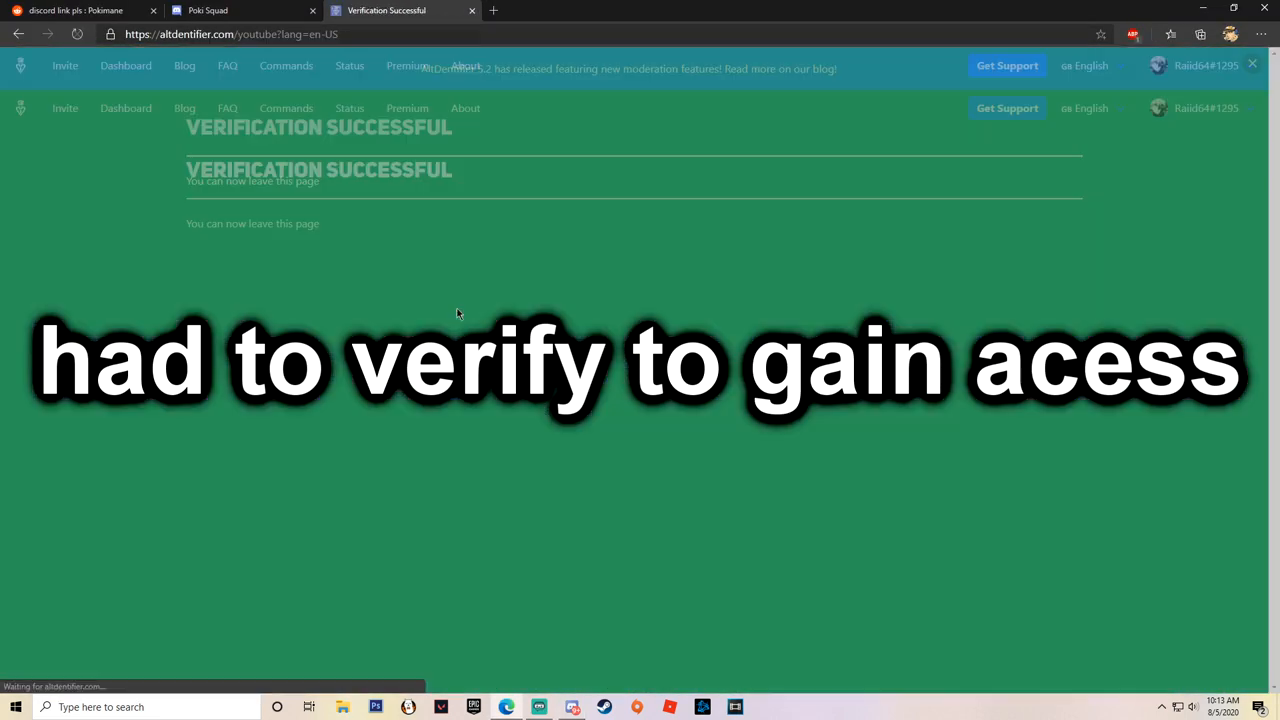 discord link pls : Pokimane
Poki Squad
Verification Successful
https://altdentifier.com/youtube?lang=en-US
Invite Dashboard Blog FAQ Commands Status Premium About
5.2 has released featuring new moderation features! Read more on our blog!
Get Support GB English Raiid64#1295
Invite Dashboard Blog FAQ Commands Status Premium About
Get Support GB English Raiid64#1295
VERIFICATION SUCCESSFUL
VERIFICATION SUCCESSFUL
You can now leave this page
You can now leave this page
had to verify to gain acess
Waiting for altdentifier.com...
Type here to search
10:13 AM
8/5/2020